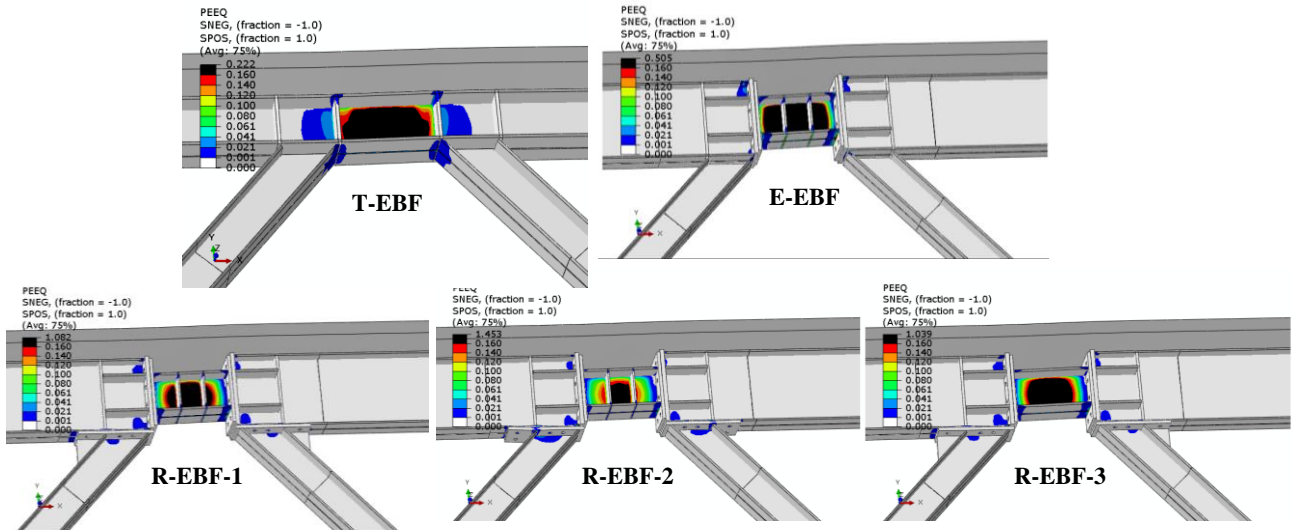 PEEQ
SNEG, (fraction = -1.0)
SPOS, (fraction = 1.0)
(Avg: 75%)
0.222
0.160
0.140
0.120
0.100
0.080
0.061
0.041
0.021
0.001
0.000
Y
Z
X
T-EBF
PEEQ
SNEG, (fraction = -1.0)
SPOS, (fraction = 1.0)
(Avg: 75%)
0.505
0.160
0.140
0.120
0.100
0.080
0.061
0.041
0.021
0.001
0.000
Y
X
E-EBF
PEEQ
SNEG, (fraction = -1.0)
SPOS, (fraction = 1.0)
(Avg: 75%)
1.082
0.160
0.140
0.120
0.100
0.080
0.061
0.041
0.021
0.001
0.000
Y
X
R-EBF-1
PEEQ
SNEG, (fraction = -1.0)
SPOS, (fraction = 1.0)
(Avg: 75%)
1.453
0.160
0.140
0.120
0.100
0.080
0.061
0.041
0.021
0.001
0.000
Y
X
R-EBF-2
PEEQ
SNEG, (fraction = -1.0)
SPOS, (fraction = 1.0)
(Avg: 75%)
1.039
0.160
0.140
0.120
0.100
0.080
0.061
0.041
0.021
0.001
0.000
Y
X
R-EBF-3